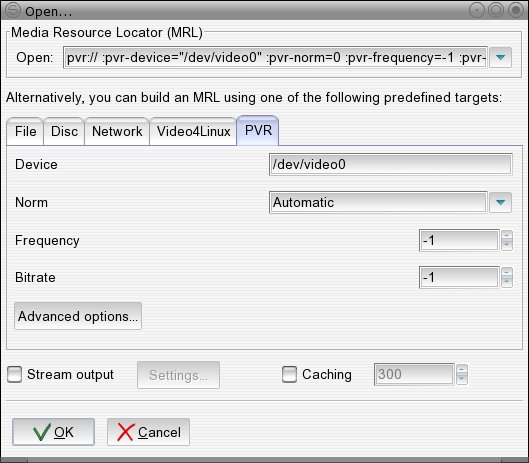 Open...
Media Resource Locator (MRL)
Open: pvr:// :pvr-device="/dev/video0" :pvr-norm=0 :pvr-frequency=-1 :pvr-
Alternatively, you can build an MRL using one of the following predefined targets:
File Disc Network Video4Linux PVR
Device /dev/video0
Norm Automatic
Frequency -1
Bitrate -1
Advanced options...
Stream output Settings... Caching 300
OK Cancel